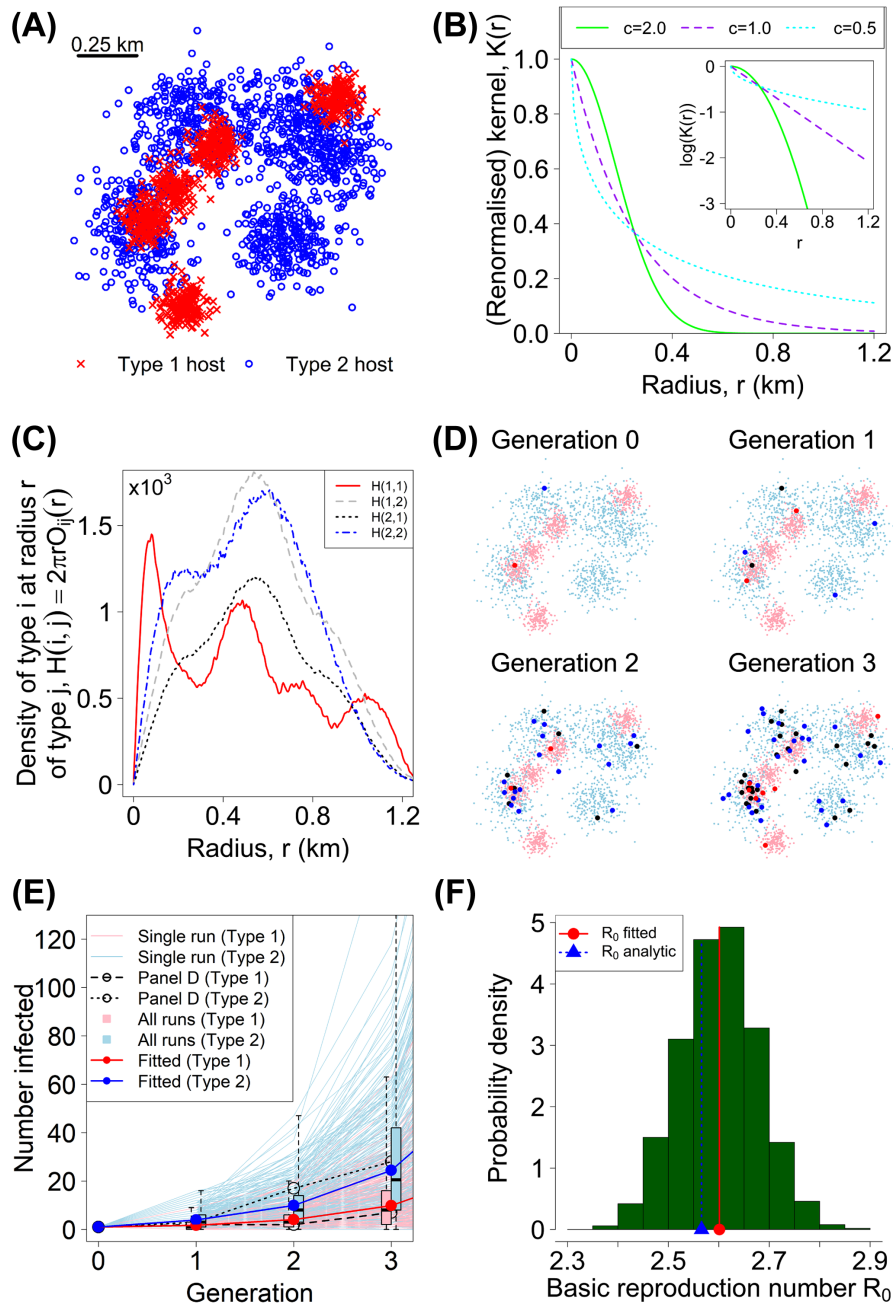 (A)
0.25 km
Type 1 host
Type 2 host
(B)
c=2.0
c=1.0
c=0.5
(Renormalised) kernel, K(r)
1.0
0.8
0.6
0.4
0.2
0.0
0
0.4
0.8
1.2
Radius, r (km)
log(K(r))
0
-1
-2
-3
0.0
0.4
0.8
1.2
r
(C)
x10³
H(1,1)
H(1,2)
H(2,1)
H(2,2)
Density of type i at radius r
of type j, H(i, j) = 2πrOij(r)
1.5
1
0.5
0
0.0
0.4
0.8
1.2
Radius, r (km)
(D)
Generation 0
Generation 1
Generation 2
Generation 3
(E)
Single run (Type 1)
Single run (Type 2)
Panel D (Type 1)
Panel D (Type 2)
All runs (Type 1)
All runs (Type 2)
Fitted (Type 1)
Fitted (Type 2)
Number infected
120
100
80
60
40
20
0
0
1
2
3
Generation
(F)
R0 fitted
R0 analytic
Probability density
5
4
3
2
1
0
2.3
2.5
2.7
2.9
Basic reproduction number R0